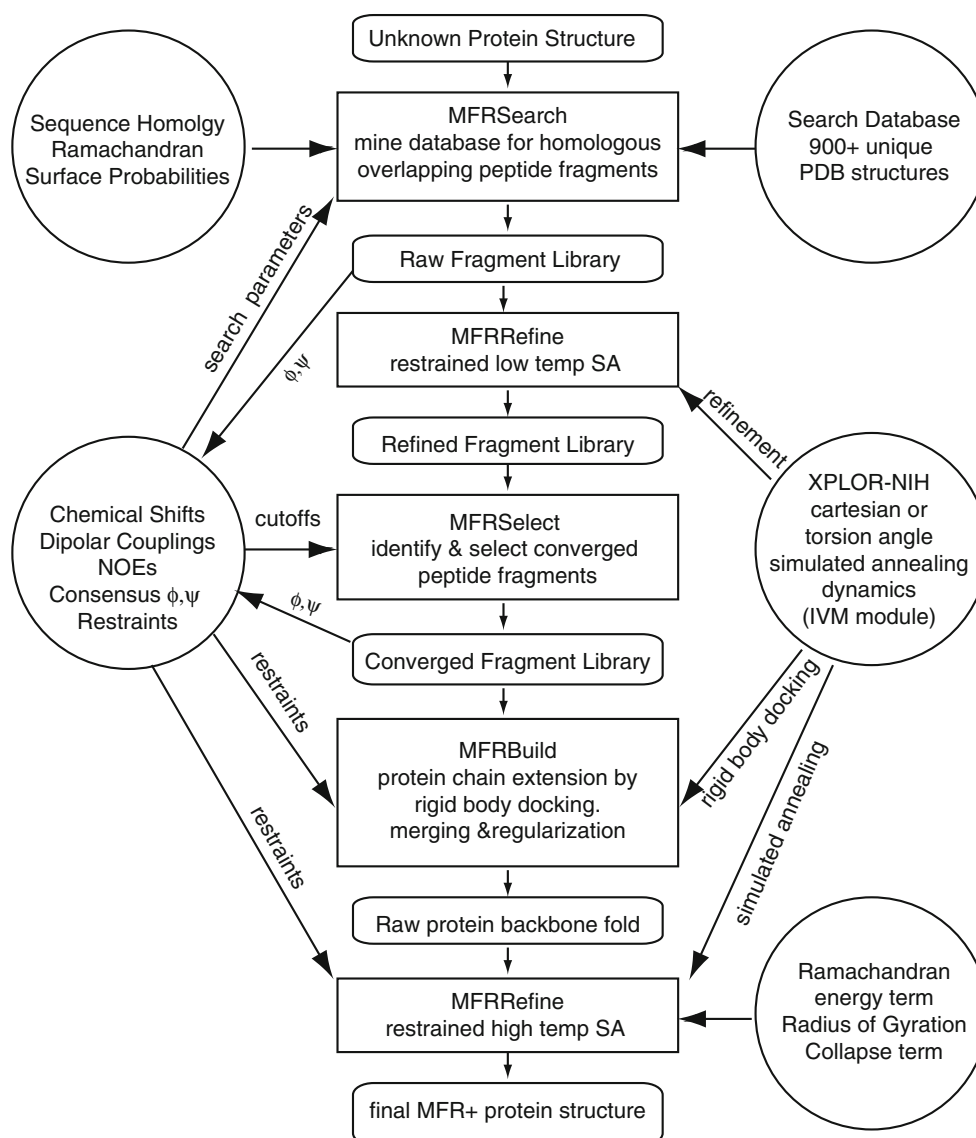 Unknown Protein Structure
Sequence Homolgy
Ramachandran
Surface Probabilities
MFRSearch
mine database for homologous
overlapping peptide fragments
Search Database
900+ unique
PDB structures
search parameters
Raw Fragment Library
ϕ,ψ
MFRRefine
restrained low temp SA
refinement
Refined Fragment Library
Chemical Shifts
Dipolar Couplings
NOEs
Consensus ϕ,ψ
Restraints
cutoffs
MFRSelect
identify & select converged
peptide fragments
XPLOR-NIH
cartesian or
torsion angle
simulated annealing
dynamics
(IVM module)
ϕ,ψ
Converged Fragment Library
restraints
MFRBuild
protein chain extension by
rigid body docking.
merging &regularization
rigid body docking
simulated annealing
restraints
Raw protein backbone fold
MFRRefine
restrained high temp SA
Ramachandran
energy term
Radius of Gyration
Collapse term
final MFR+ protein structure